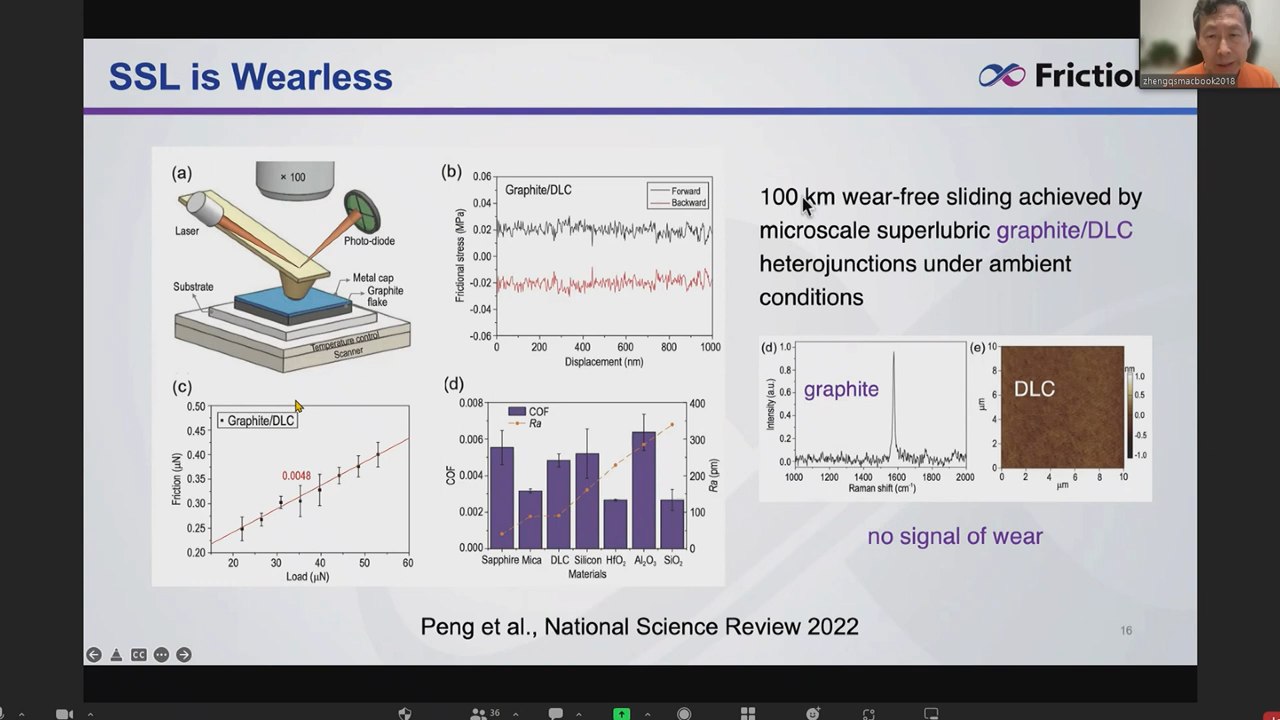 SSL is Wearless
Friction
zhengqsmacbook2018
(a)
× 100
Laser
Photo-diode
Metal cap
Graphite
flake
Substrate
Temperature control
Scanner
(b)
Graphite/DLC
Forward
Backward
0.06
0.04
0.02
0.00
-0.02
-0.04
-0.06
Frictional stress (MPa)
0 200 400 600 800 1000
Displacement (nm)
(c)
Graphite/DLC
0.0048
0.50
0.45
0.40
0.35
0.30
0.25
0.20
Friction (μN)
20 30 40 50 60
Load (μN)
(d)
COF
Ra
0.008
0.006
0.004
0.002
0.000
COF
400
300
200
100
0
Ra (pm)
Sapphire Mica DLC Silicon HfO₂ Al₂O₃ SiO₂
Materials
100 km wear-free sliding achieved by
microscale superlubric graphite/DLC
heterojunctions under ambient
conditions
(d)
graphite
1.0
0.8
0.6
0.4
0.2
0.0
Intensity (a.u.)
1000 1200 1400 1600 1800 2000
Raman shift (cm⁻¹)
(e)
DLC
10
8
6
4
2
0
μm
0 2 4 6 8 10
μm
nm
1.0
0.5
0.0
-0.5
-1.0
no signal of wear
Peng et al., National Science Review 2022
16
CC
36